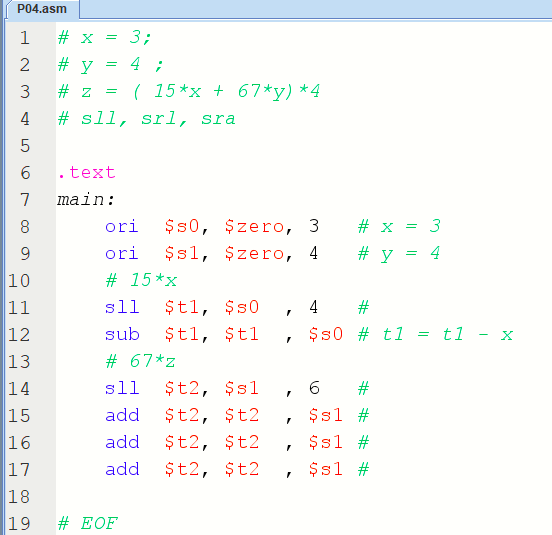 P04.asm
1 # x = 3;
2 # y = 4 ;
3 # z = ( 15*x + 67*y)*4
4 # sll, srl, sra
5
6 .text
7 main:
8 ori $s0, $zero, 3 # x = 3
9 ori $s1, $zero, 4 # y = 4
10 # 15*x
11 sll $t1, $s0 , 4 #
12 sub $t1, $t1 , $s0 # t1 = t1 - x
13 # 67*z
14 sll $t2, $s1 , 6 #
15 add $t2, $t2 , $s1 #
16 add $t2, $t2 , $s1 #
17 add $t2, $t2 , $s1 #
18
19 # EOF